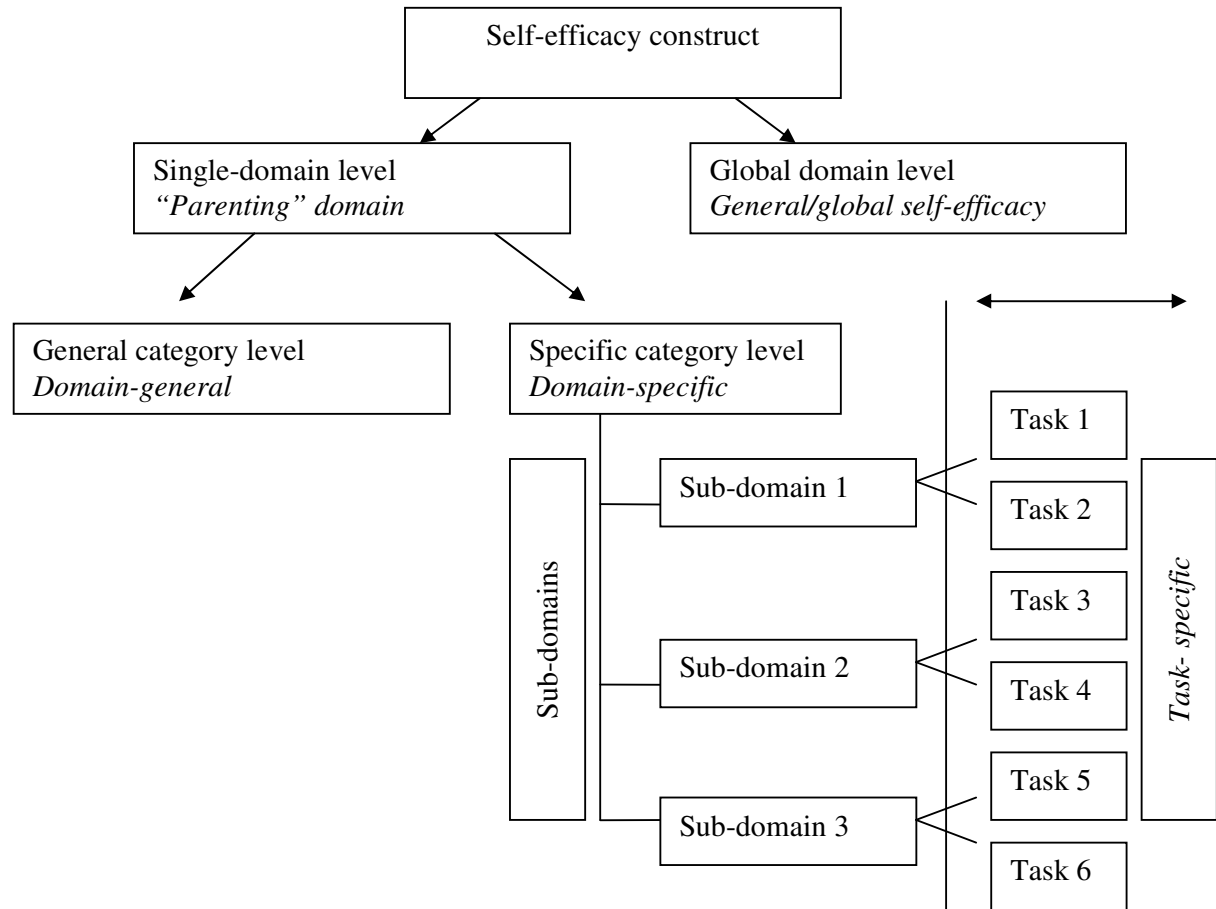 Self-efficacy construct
Single-domain level
“Parenting” domain
Global domain level
General/global self-efficacy
General category level
Domain-general
Specific category level
Domain-specific
Sub-domains
Sub-domain 1
Sub-domain 2
Sub-domain 3
Task 1
Task 2
Task 3
Task 4
Task 5
Task 6
Task- specific